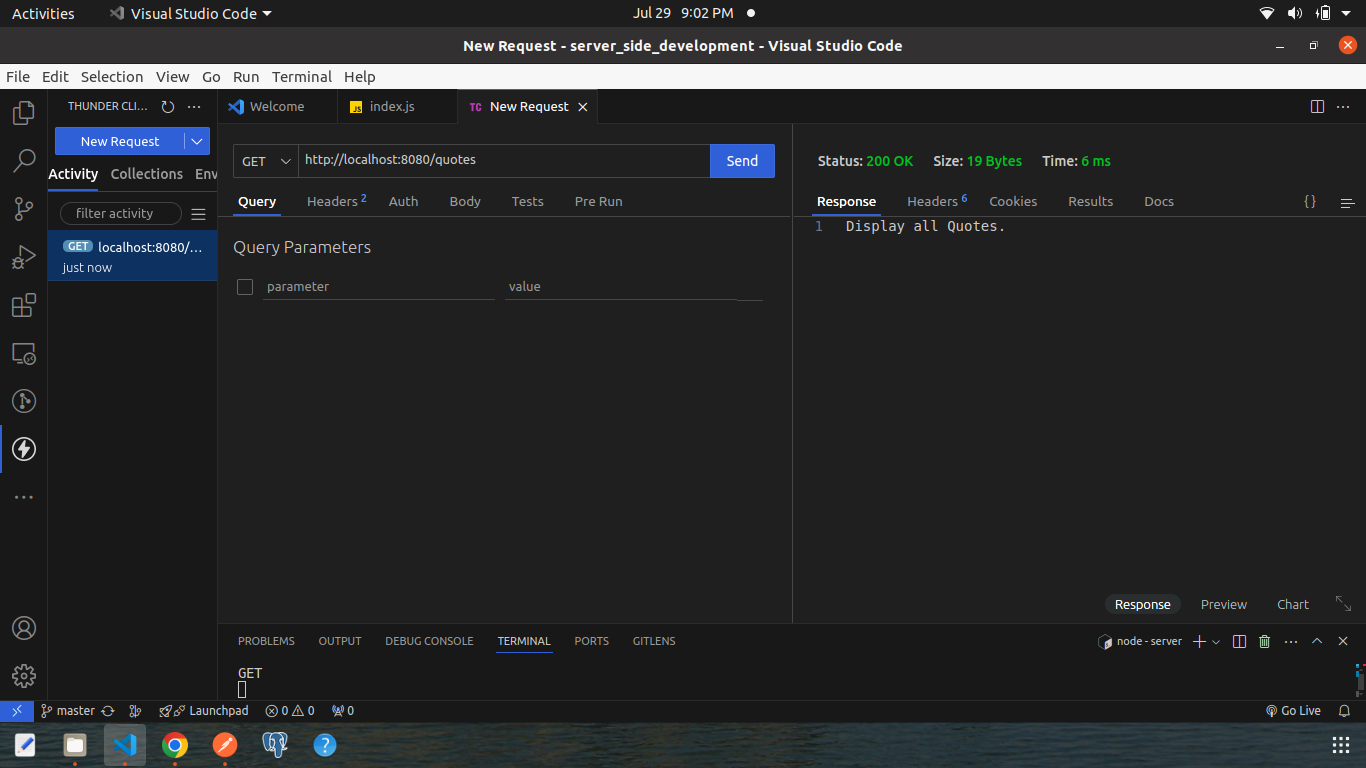 Activities Visual Studio Code Jul 29 9:02 PM
New Request - server_side_development - Visual Studio Code
File Edit Selection View Go Run Terminal Help
THUNDER CLI... Welcome JS index.js TC New Request
New Request
Activity Collections Env
filter activity
GET localhost:8080/...
just now
GET http://localhost:8080/quotes Send
Query Headers 2 Auth Body Tests Pre Run
Query Parameters
parameter value
Status: 200 OK Size: 19 Bytes Time: 6 ms
Response Headers 6 Cookies Results Docs {}
1 Display all Quotes.
Response Preview Chart
PROBLEMS OUTPUT DEBUG CONSOLE TERMINAL PORTS GITLENS node - server
GET
master Launchpad 0 0 0 Go Live
?